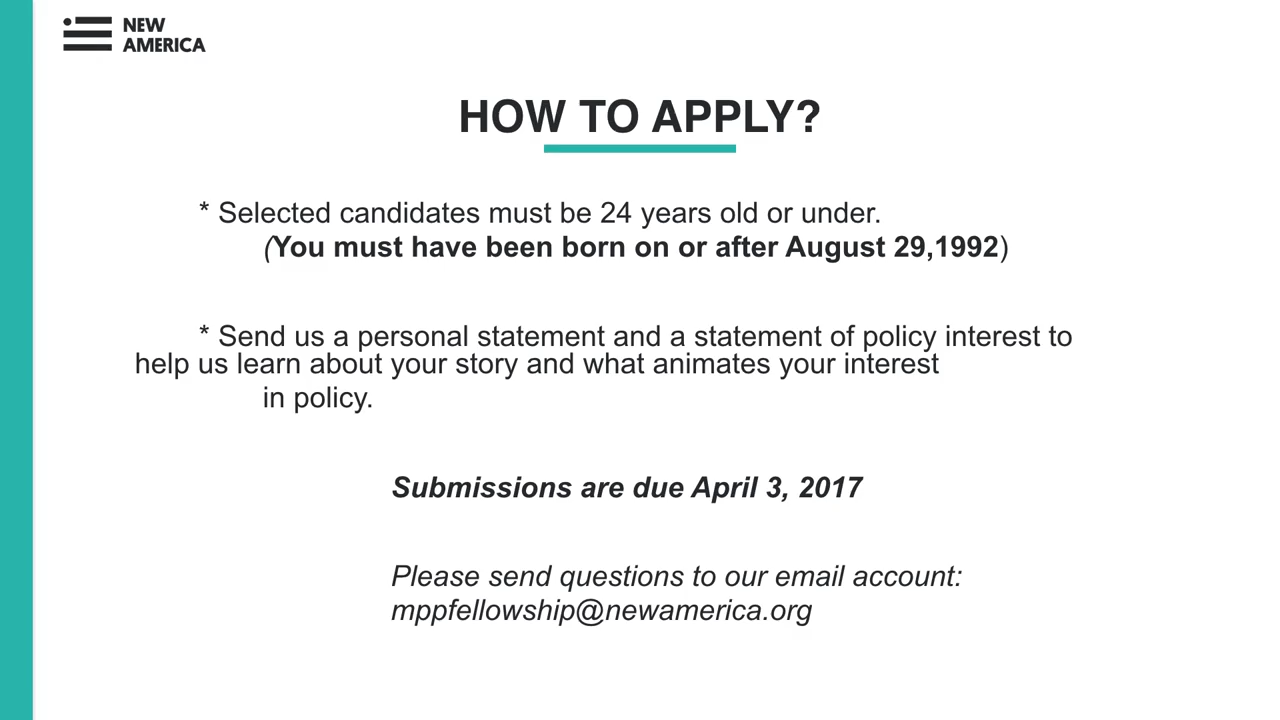 NEW
AMERICA
HOW TO APPLY?
* Selected candidates must be 24 years old or under.
(You must have been born on or after August 29,1992)
* Send us a personal statement and a statement of policy interest to
help us learn about your story and what animates your interest
in policy.
Submissions are due April 3, 2017
Please send questions to our email account:
mppfellowship@newamerica.org